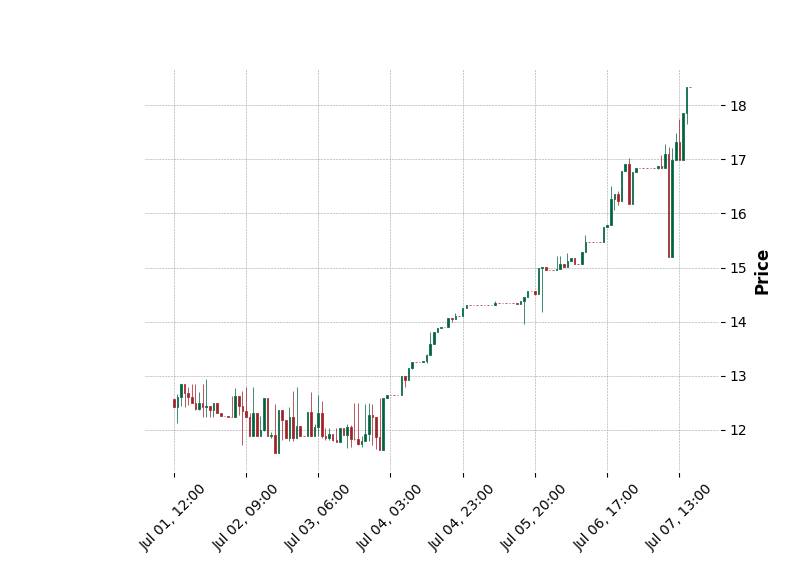 18
17
16
15
14
13
12
Price
Jul 01, 12:00
Jul 02, 09:00
Jul 03, 06:00
Jul 04, 03:00
Jul 04, 23:00
Jul 05, 20:00
Jul 06, 17:00
Jul 07, 13:00